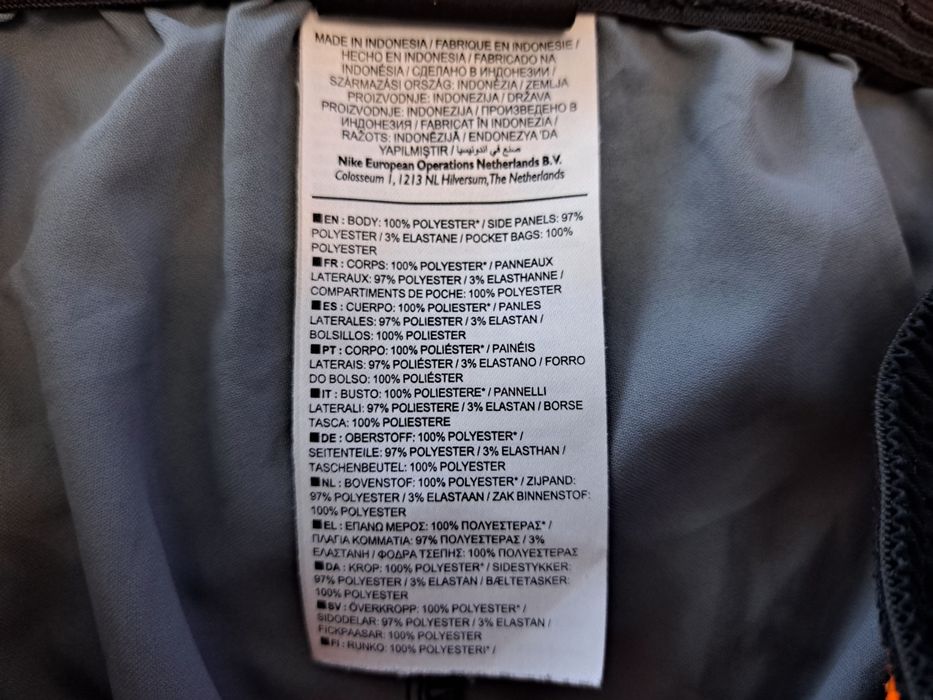 MADE IN INDONESIA / FABRIQUE EN INDONESIE /
HECHO EN INDONESIA / FABRICADO NA
INDONÉSIA / СДЕЛАНО В ИНДОНЕЗИИ /
SZÁRMAZÁSI ORSZÁG: INDONÉZIA / ZEMLJA
PROIZVODNJE: INDONEZIJA / DRŽAVA
PROIZVODNJE: INDONEZIJA / ПРОИЗВЕДЕНО В
ИНДОНЕЗИЯ / FABRICAT ÎN INDONEZIA /
RAŽOTS: INDONĒZIJĀ / ENDONEZYA 'DA
YAPILMIŞTIR / صنع في اندونيسيا
Nike European Operations Netherlands B.V.
Colosseum 1, 1213 NL Hilversum, The Netherlands
■ EN : BODY: 100% POLYESTER* / SIDE PANELS: 97%
POLYESTER / 3% ELASTANE / POCKET BAGS: 100%
POLYESTER
■ FR : CORPS: 100% POLYESTER* / PANNEAUX
LATERAUX: 97% POLYESTER / 3% ELASTHANNE /
COMPARTIMENTS DE POCHE: 100% POLYESTER
■ ES : CUERPO: 100% POLIESTER* / PANLES
LATERALES: 97% POLIESTER / 3% ELASTAN /
BOLSILLOS: 100% POLIESTER
■ PT : CORPO: 100% POLIÉSTER* / PAINÉIS
LATERAIS: 97% POLIÉSTER / 3% ELASTANO / FORRO
DO BOLSO: 100% POLIÉSTER
■ IT : BUSTO: 100% POLIESTERE* / PANNELLI
LATERALI: 97% POLIESTERE / 3% ELASTAN / BORSE
TASCA: 100% POLIESTERE
■ DE : OBERSTOFF: 100% POLYESTER* /
SEITENTEILE: 97% POLYESTER / 3% ELASTHAN /
TASCHENBEUTEL: 100% POLYESTER
■ NL : BOVENSTOF: 100% POLYESTER* / ZIJPAND:
97% POLYESTER / 3% ELASTAAN / ZAK BINNENSTOF:
100% POLYESTER
■ EL : ΕΠΑΝΩ ΜΕΡΟΣ: 100% ΠΟΛΥΕΣΤΕΡΑΣ* /
ΠΛΑΓΙΑ ΚΟΜΜΑΤΙΑ: 97% ΠΟΛΥΕΣΤΕΡΑΣ / 3%
ΕΛΑΣΤΑΝΗ / ΦΟΔΡΑ ΤΣΕΠΗΣ: 100% ΠΟΛΥΕΣΤΕΡΑΣ
■ DA : KROP: 100% POLYESTER* / SIDESTYKKER:
97% POLYESTER / 3% ELASTAN / BÆLTETASKER:
100% POLYESTER
■ SV : ÖVERKROPP: 100% POLYESTER* /
SIDODELAR: 97% POLYESTER / 3% ELASTAN /
FICKPAASAR: 100% POLYESTER
■ FI : RUNKO: 100% POLYESTERI* /